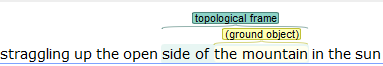 topological frame
(ground object)
straggling up the open side of the mountain in the sun